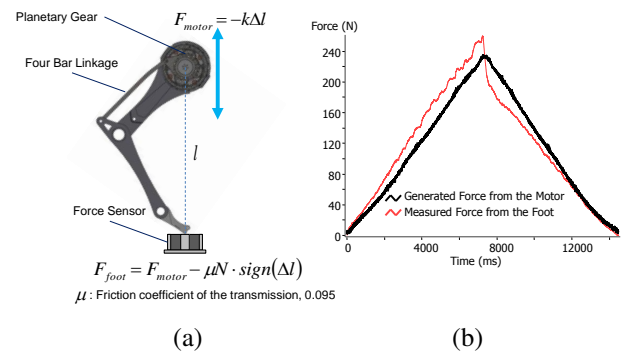 Planetary Gear
F_motor = -kΔl
Four Bar Linkage
l
Force Sensor
F_foot = F_motor − μN · sign(Δl)
μ : Friction coefficient of the transmission, 0.095
(a)
Force (N)
240
200
160
120
80
40
0
Generated Force from the Motor
Measured Force from the Foot
0 4000 8000 12000
Time (ms)
(b)